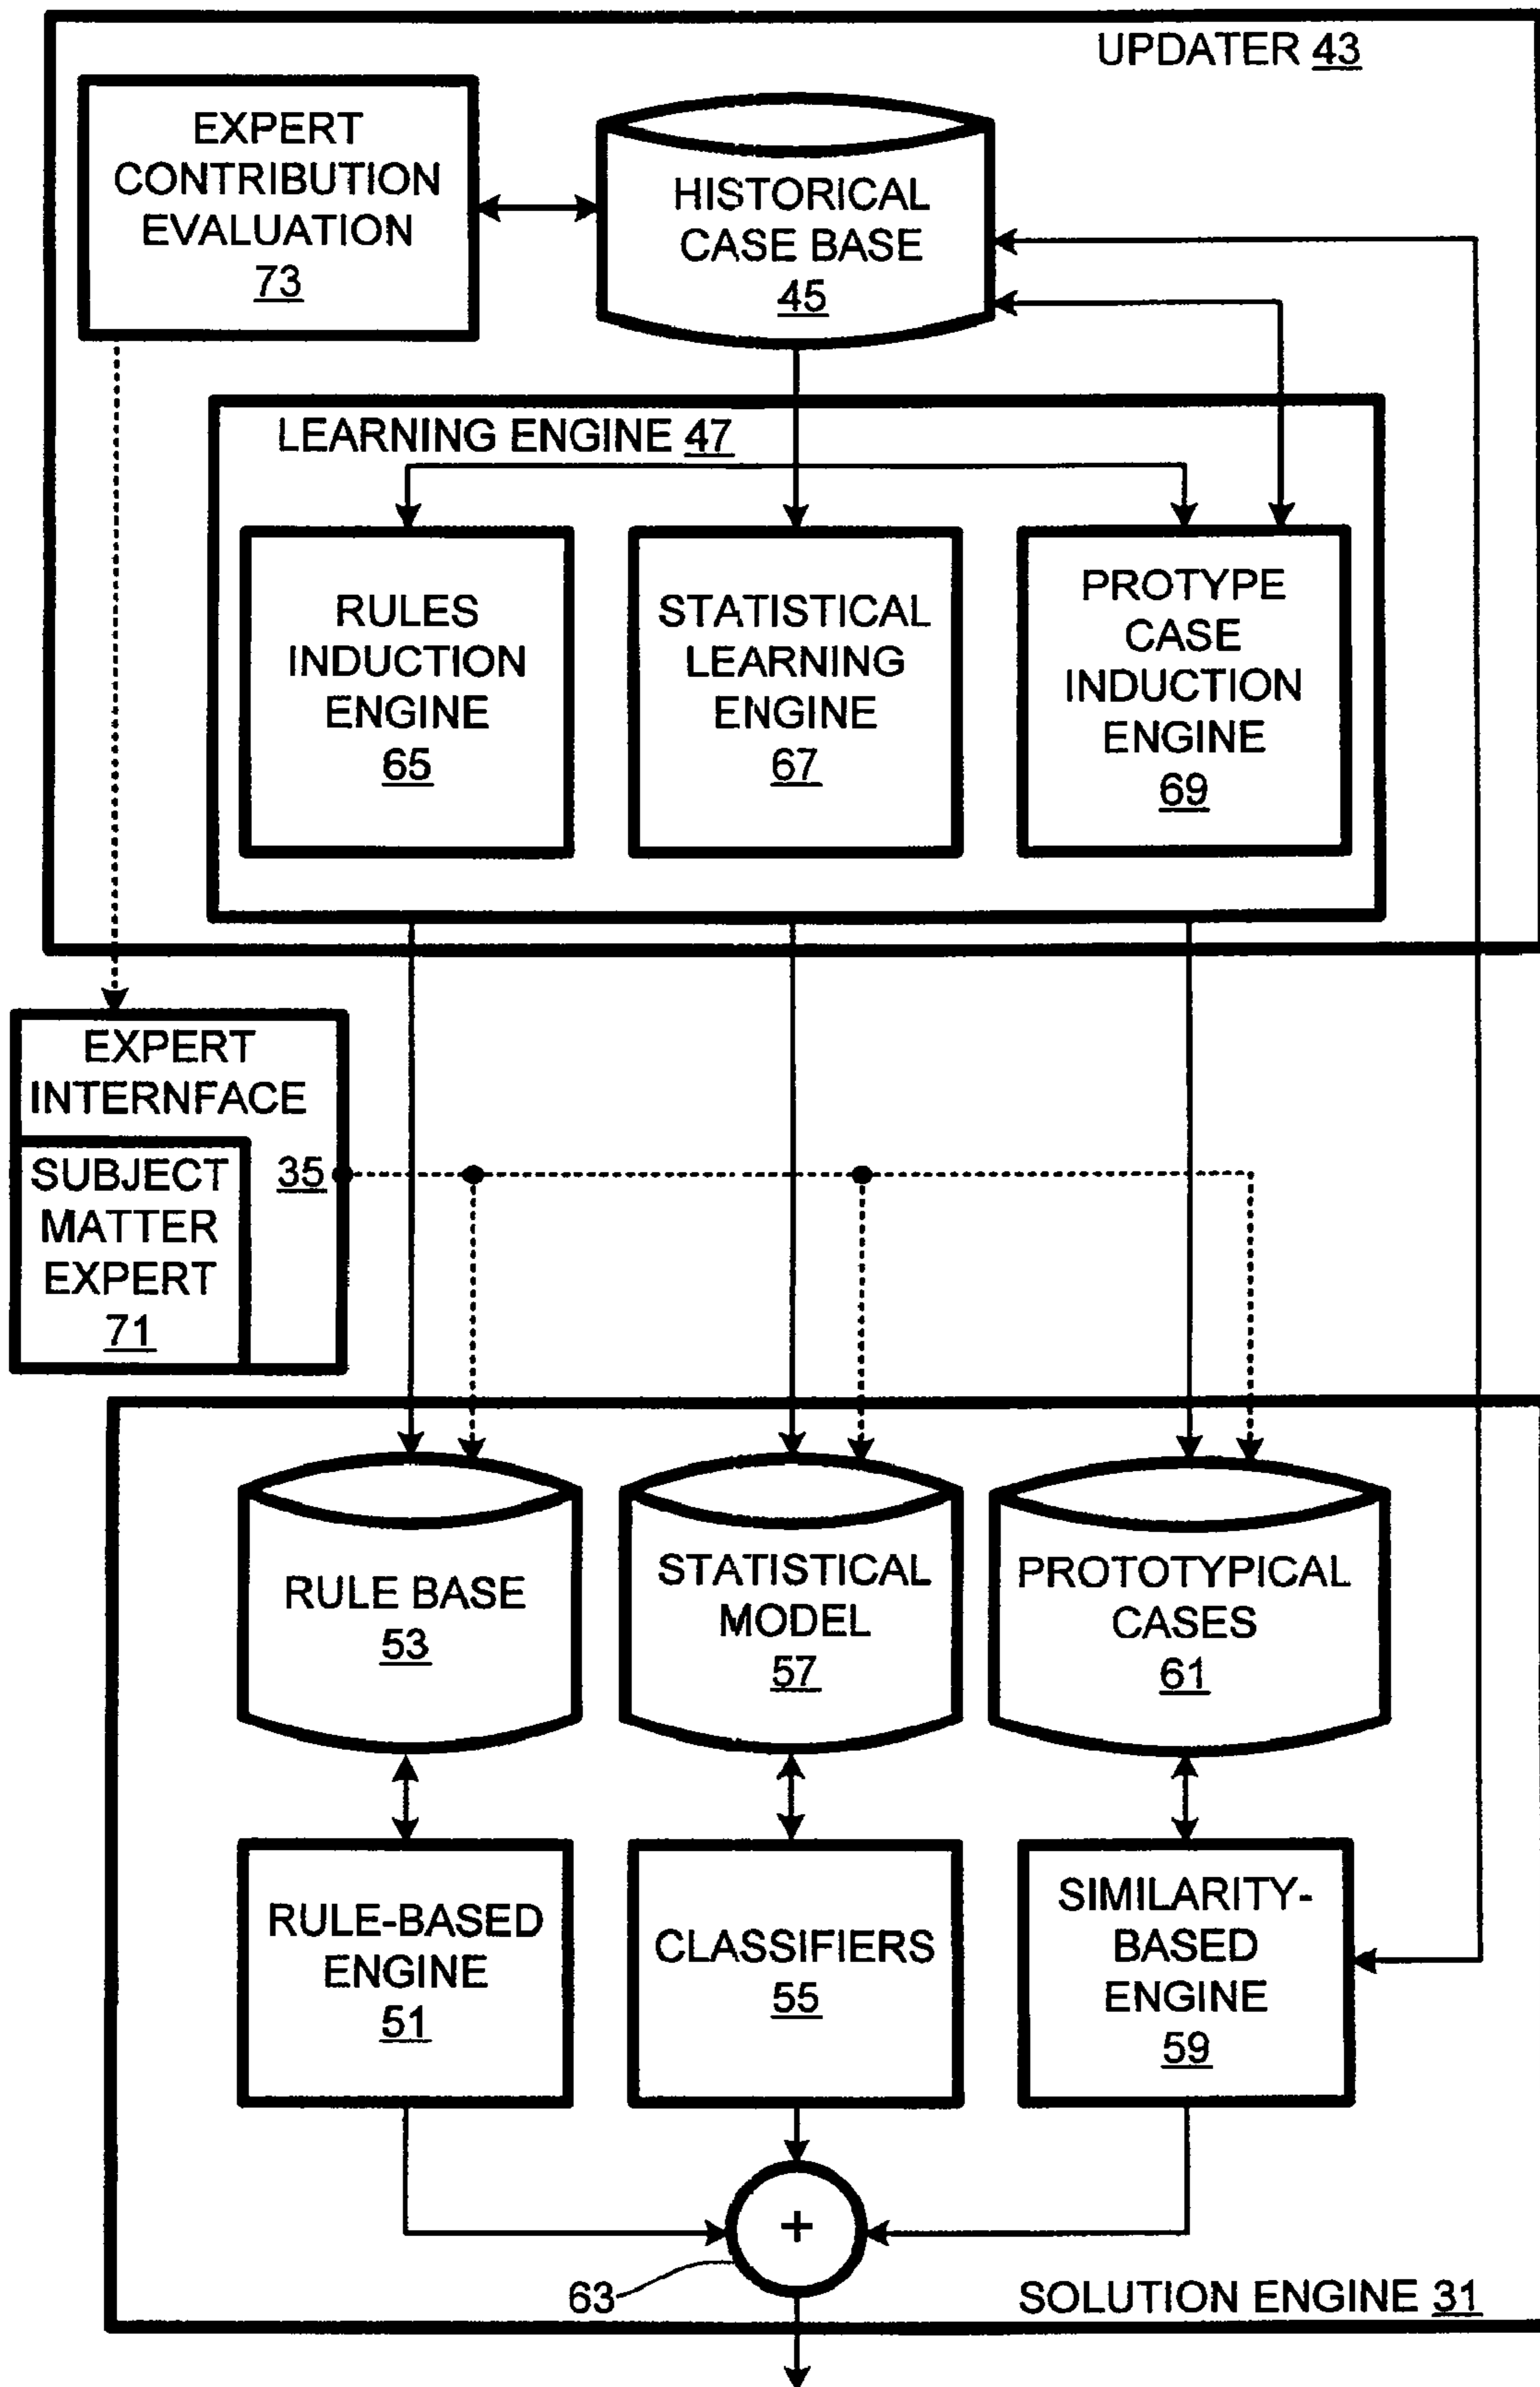 UPDATER 43
EXPERT
CONTRIBUTION
EVALUATION
73
HISTORICAL
CASE BASE
45
LEARNING ENGINE 47
RULES
INDUCTION
ENGINE
65
STATISTICAL
LEARNING
ENGINE
67
PROTYPE
CASE
INDUCTION
ENGINE
69
EXPERT
INTERNFACE
35
SUBJECT
MATTER
EXPERT
71
RULE BASE
53
STATISTICAL
MODEL
57
PROTOTYPICAL
CASES
61
RULE-BASED
ENGINE
51
CLASSIFIERS
55
SIMILARITY-
BASED
ENGINE
59
+
63
SOLUTION ENGINE 31